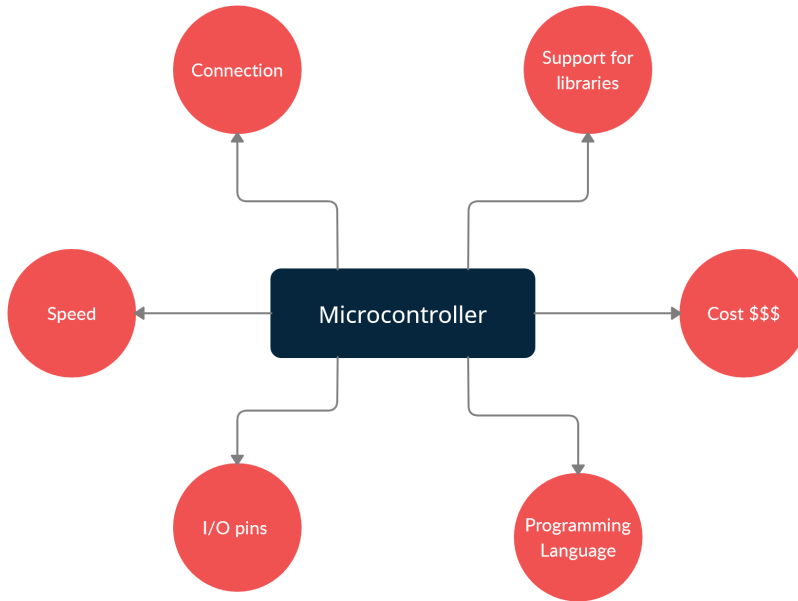 Connection
Support for
libraries
Speed
Microcontroller
Cost $$$
I/O pins
Programming
Language